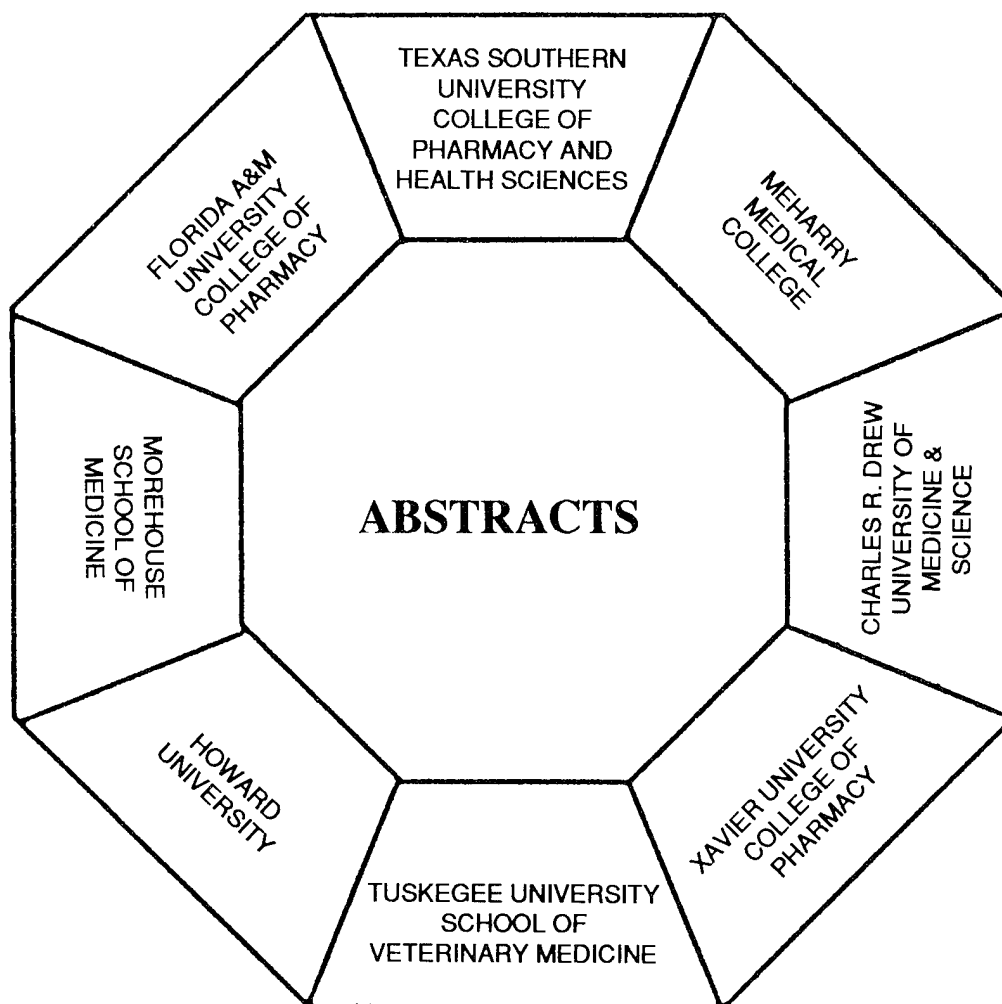 TEXAS SOUTHERN
UNIVERSITY
COLLEGE OF
PHARMACY AND
HEALTH SCIENCES
MEHARRY
MEDICAL
COLLEGE
CHARLES R. DREW
UNIVERSITY OF
MEDICINE &
SCIENCE
XAVIER UNIVERSITY
COLLEGE OF
PHARMACY
TUSKEGEE UNIVERSITY
SCHOOL OF
VETERINARY MEDICINE
HOWARD
UNIVERSITY
MOREHOUSE
SCHOOL OF
MEDICINE
FLORIDA A&M
UNIVERSITY
COLLEGE OF
PHARMACY
ABSTRACTS